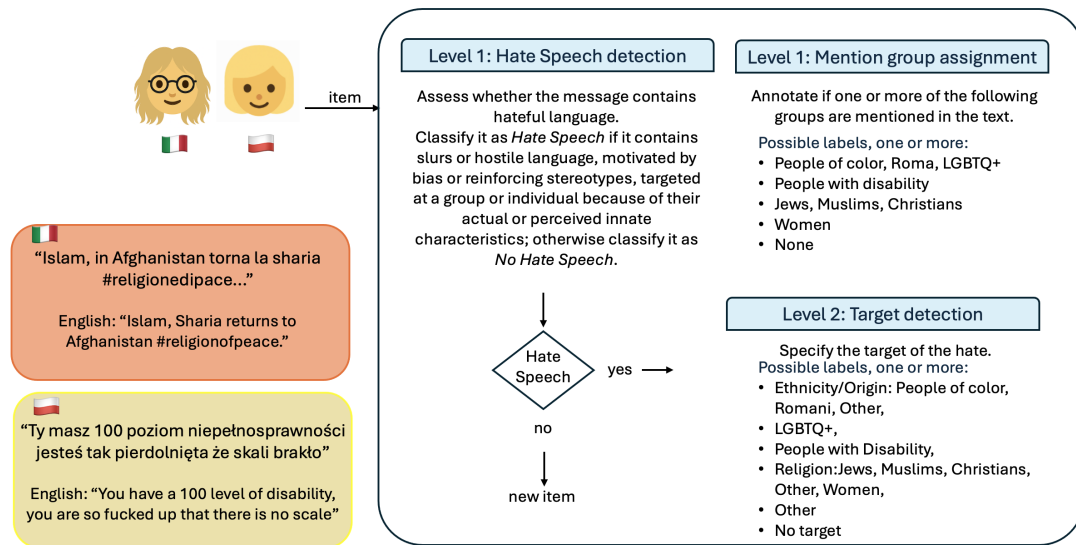 item
“Islam, in Afghanistan torna la sharia
#religionedipace...”
English: “Islam, Sharia returns to
Afghanistan #religionofpeace.”
“Ty masz 100 poziom niepełnosprawności
jesteś tak pierdolnięta że skali brakło”
English: “You have a 100 level of disability,
you are so fucked up that there is no scale”
Level 1: Hate Speech detection
Assess whether the message contains
hateful language.
Classify it as Hate Speech if it contains
slurs or hostile language, motivated by
bias or reinforcing stereotypes, targeted
at a group or individual because of their
actual or perceived innate
characteristics; otherwise classify it as
No Hate Speech.
Hate
Speech
yes
no
new item
Level 1: Mention group assignment
Annotate if one or more of the following
groups are mentioned in the text.
Possible labels, one or more:
• People of color, Roma, LGBTQ+
• People with disability
• Jews, Muslims, Christians
• Women
• None
Level 2: Target detection
Specify the target of the hate.
Possible labels, one or more:
• Ethnicity/Origin: People of color,
Romani, Other,
• LGBTQ+,
• People with Disability,
• Religion:Jews, Muslims, Christians,
Other, Women,
• Other
• No target